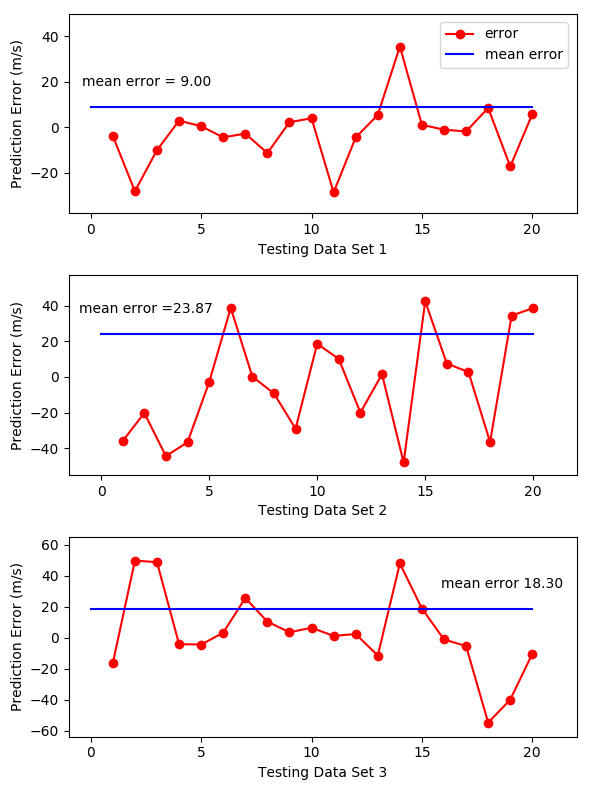 40
20
0
−20
Prediction Error (m/s)
error
mean error
mean error = 9.00
0 5 10 15 20
Testing Data Set 1
40
20
0
−20
−40
Prediction Error (m/s)
mean error =23.87
0 5 10 15 20
Testing Data Set 2
60
40
20
0
−20
−40
−60
Prediction Error (m/s)
mean error 18.30
0 5 10 15 20
Testing Data Set 3